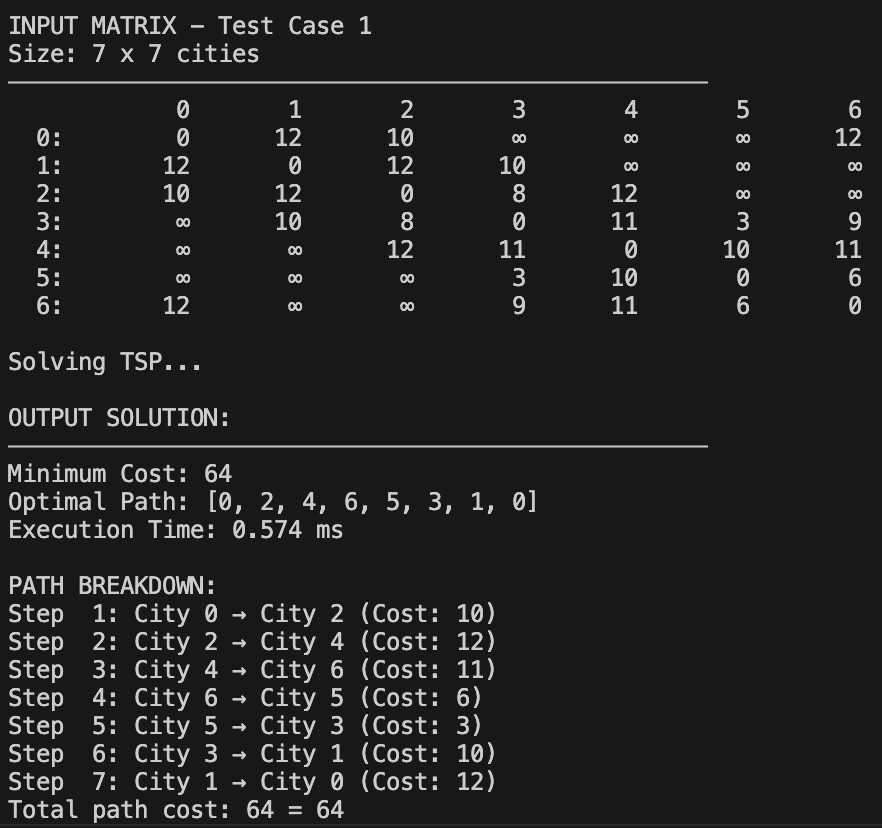 INPUT MATRIX – Test Case 1
Size: 7 x 7 cities
0 1 2 3 4 5 6
0: 0 12 10 ∞ ∞ ∞ 12
1: 12 0 12 10 ∞ ∞ ∞
2: 10 12 0 8 12 ∞ ∞
3: ∞ 10 8 0 11 3 9
4: ∞ ∞ 12 11 0 10 11
5: ∞ ∞ ∞ 3 10 0 6
6: 12 ∞ ∞ 9 11 6 0
Solving TSP...
OUTPUT SOLUTION:
Minimum Cost: 64
Optimal Path: [0, 2, 4, 6, 5, 3, 1, 0]
Execution Time: 0.574 ms
PATH BREAKDOWN:
Step 1: City 0 → City 2 (Cost: 10)
Step 2: City 2 → City 4 (Cost: 12)
Step 3: City 4 → City 6 (Cost: 11)
Step 4: City 6 → City 5 (Cost: 6)
Step 5: City 5 → City 3 (Cost: 3)
Step 6: City 3 → City 1 (Cost: 10)
Step 7: City 1 → City 0 (Cost: 12)
Total path cost: 64 = 64